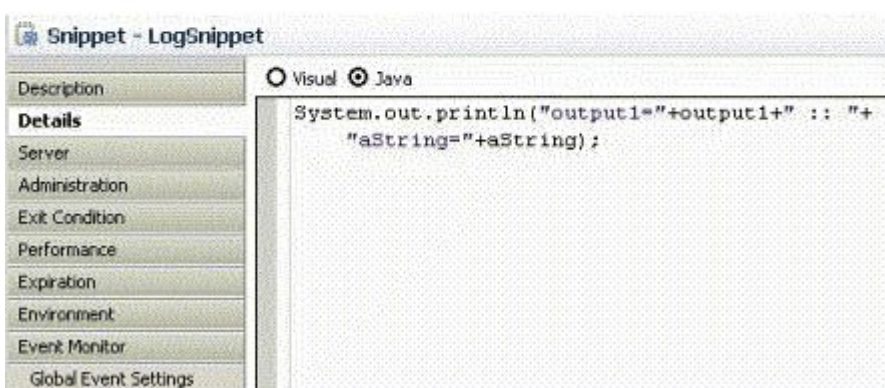 Snippet - LogSnippet
Description
Details
Server
Administration
Exit Condition
Performance
Expiration
Environment
Event Monitor
Global Event Settings
Visual Java
System.out.println("output1="+output1+" :: "+
"aString="+aString);